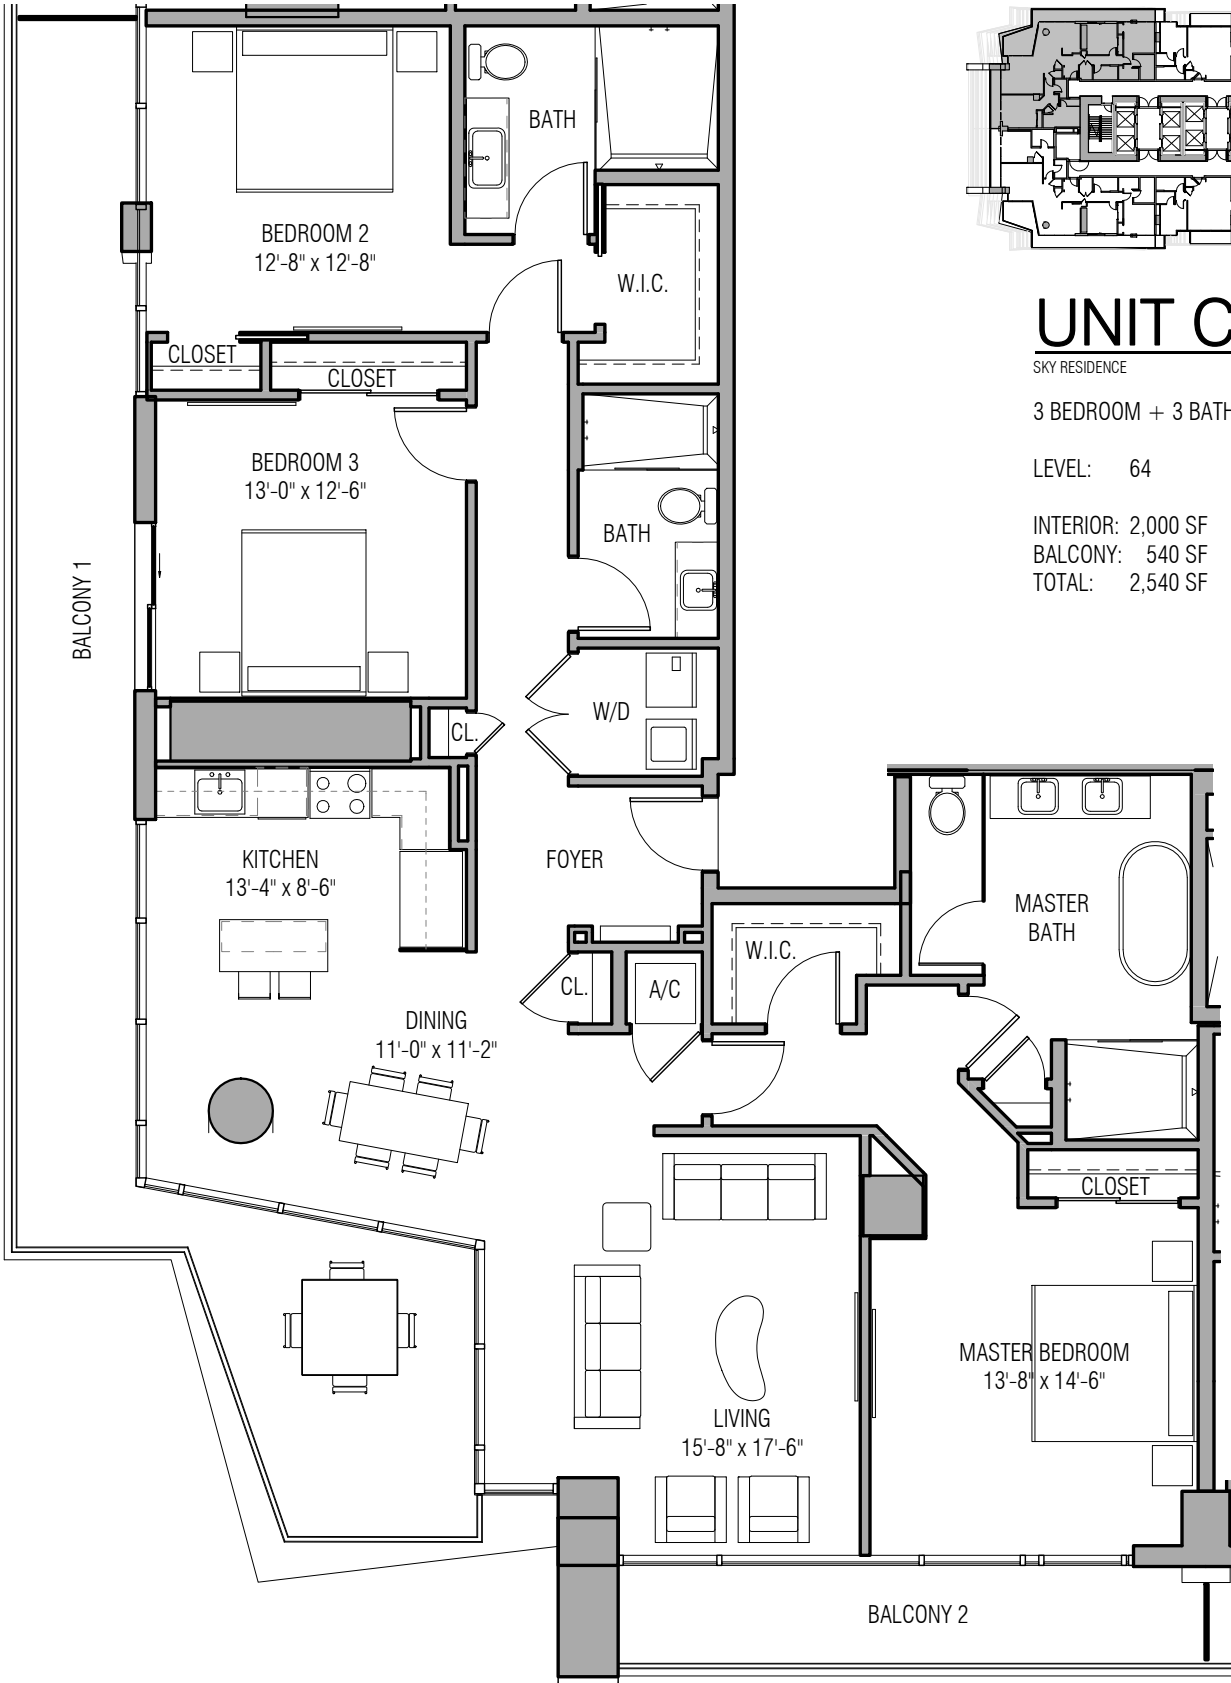 BATH
BEDROOM 2
12'-8" x 12'-8"
W.I.C.
CLOSET
CLOSET
BEDROOM 3
13'-0" x 12'-6"
BATH
BALCONY 1
W/D
CL.
KITCHEN
13'-4" x 8'-6"
FOYER
MASTER
BATH
W.I.C.
CL.
A/C
DINING
11'-0" x 11'-2"
CLOSET
MASTER BEDROOM
13'-8" x 14'-6"
LIVING
15'-8" x 17'-6"
BALCONY 2
UNIT C
SKY RESIDENCE
3 BEDROOM + 3 BATH
LEVEL: 64
INTERIOR: 2,000 SF
BALCONY: 540 SF
TOTAL: 2,540 SF